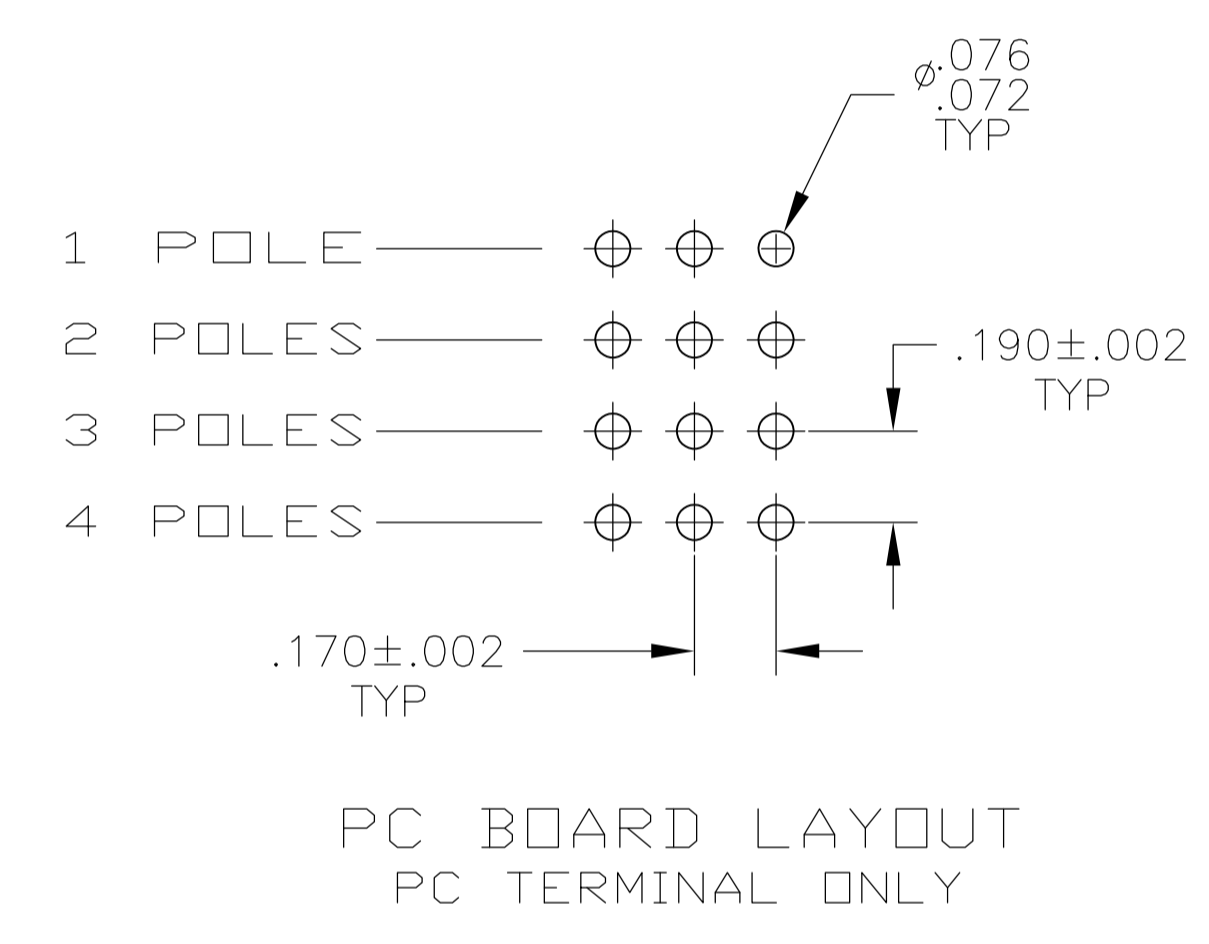 ⌀.076
.072
TYP
1 POLE
2 POLES
.190±.002
TYP
3 POLES
4 POLES
.170±.002
TYP
PC BOARD LAYOUT
PC TERMINAL ONLY